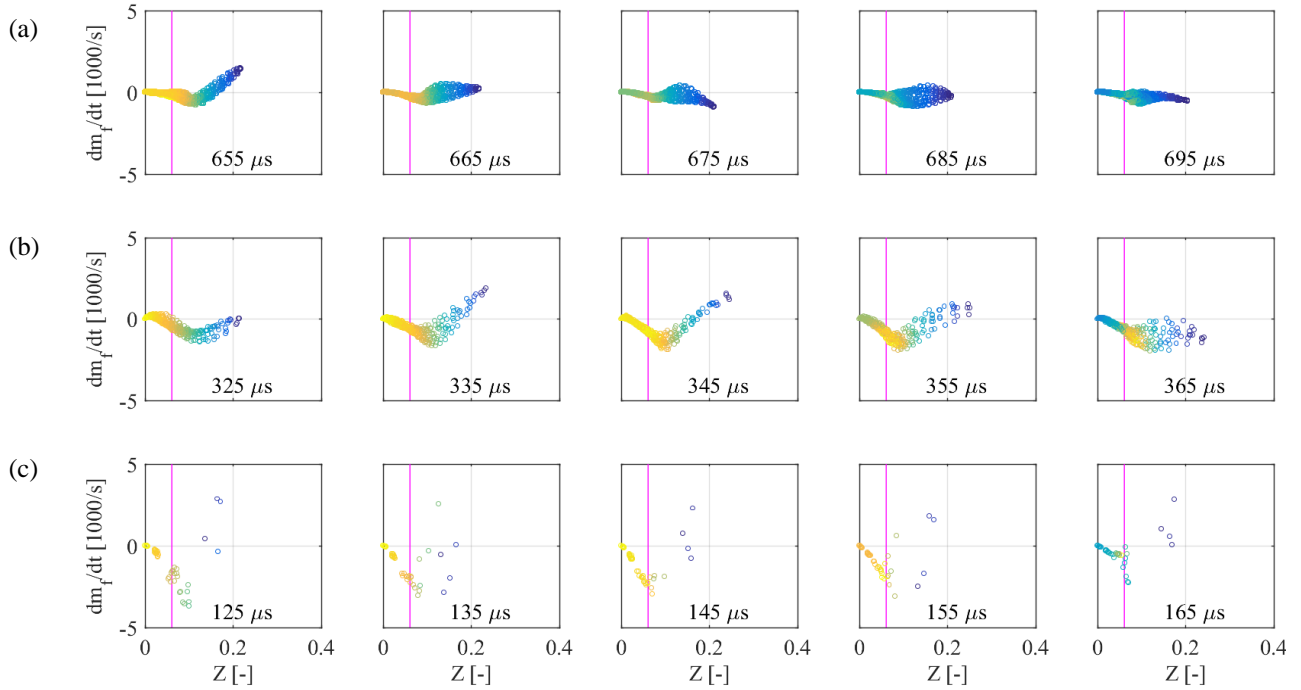 (a)
dm_f/dt [1000/s]
5
0
-5
655 μs
665 μs
675 μs
685 μs
695 μs
(b)
dm_f/dt [1000/s]
5
0
-5
325 μs
335 μs
345 μs
355 μs
365 μs
(c)
dm_f/dt [1000/s]
5
0
-5
125 μs
135 μs
145 μs
155 μs
165 μs
0 0.2 0.4 0 0.2 0.4 0 0.2 0.4 0 0.2 0.4 0 0.2 0.4
Z [-] Z [-] Z [-] Z [-] Z [-]